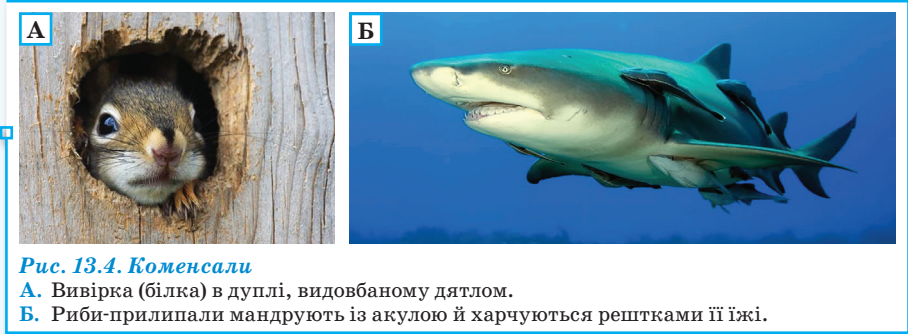 А
Б
Рис. 13.4. Коменсали
А. Вивірка (білка) в дуплі, видовбаному дятлом.
Б. Риби-прилипали мандрують із акулою й харчуються рештками її їжі.